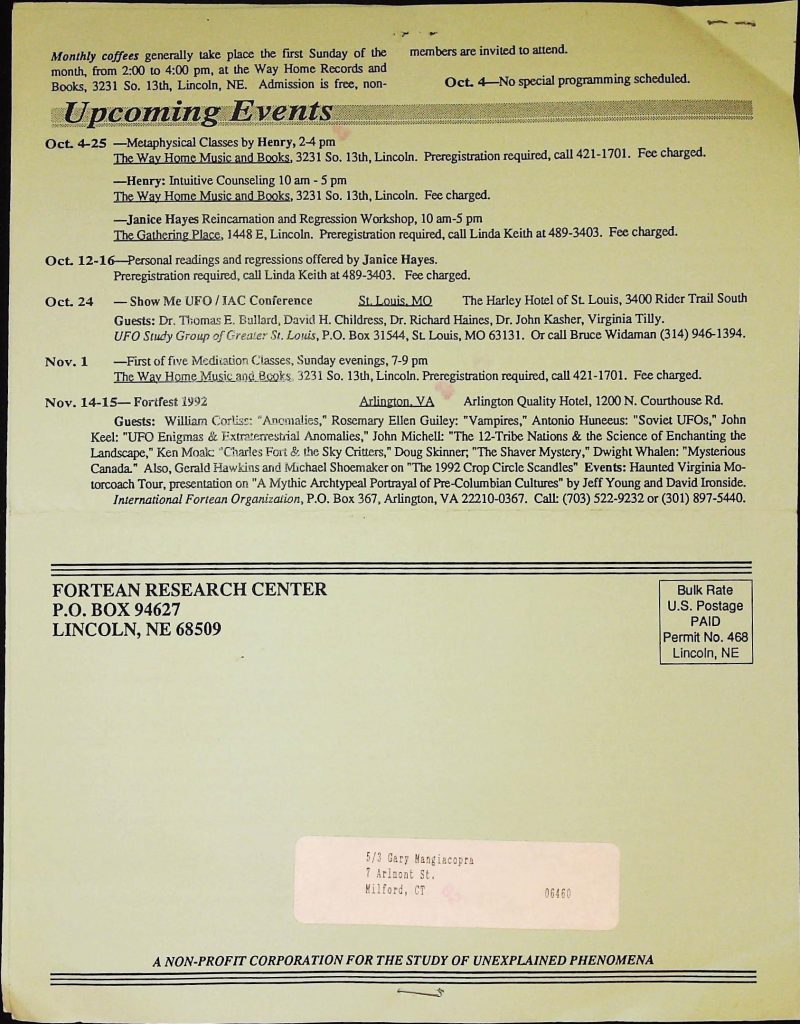 Monthly coffees generally take place the first Sunday of the
month, from 2:00 to 4:00 pm, at the Way Home Records and
Books, 3231 So. 13th, Lincoln, NE. Admission is free, non-
members are invited to attend.
Oct. 4—No special programming scheduled.
Upcoming Events
Oct. 4-25 —Metaphysical Classes by Henry, 2-4 pm
The Way Home Music and Books, 3231 So. 13th, Lincoln. Preregistration required, call 421-1701. Fee charged.
—Henry: Intuitive Counseling 10 am - 5 pm
The Way Home Music and Books, 3231 So. 13th, Lincoln. Fee charged.
—Janice Hayes Reincarnation and Regression Workshop, 10 am-5 pm
The Gathering Place, 1448 E, Lincoln. Preregistration required, call Linda Keith at 489-3403. Fee charged.
Oct. 12-16—Personal readings and regressions offered by Janice Hayes.
Preregistration required, call Linda Keith at 489-3403. Fee charged.
Oct. 24 — Show Me UFO / IAC Conference St. Louis, MO The Harley Hotel of St. Louis, 3400 Rider Trail South
Guests: Dr. Thomas E. Bullard, David H. Childress, Dr. Richard Haines, Dr. John Kasher, Virginia Tilly.
UFO Study Group of Greater St. Louis, P.O. Box 31544, St. Louis, MO 63131. Or call Bruce Widaman (314) 946-1394.
Nov. 1 —First of five Meditation Classes, Sunday evenings, 7-9 pm
The Way Home Music and Books, 3231 So. 13th, Lincoln. Preregistration required, call 421-1701. Fee charged.
Nov. 14-15— Fortfest 1992 Arlington, VA Arlington Quality Hotel, 1200 N. Courthouse Rd.
Guests: William Corliss: "Anomalies," Rosemary Ellen Guiley: "Vampires," Antonio Huneeus: "Soviet UFOs," John
Keel: "UFO Enigmas & Extraterrestrial Anomalies," John Michell: "The 12-Tribe Nations & the Science of Enchanting the
Landscape," Ken Moak: "Charles Fort & the Sky Critters," Doug Skinner; "The Shaver Mystery," Dwight Whalen: "Mysterious
Canada." Also, Gerald Hawkins and Michael Shoemaker on "The 1992 Crop Circle Scandles" Events: Haunted Virginia Mo-
torcoach Tour, presentation on "A Mythic Archtypeal Portrayal of Pre-Columbian Cultures" by Jeff Young and David Ironside.
International Fortean Organization, P.O. Box 367, Arlington, VA 22210-0367. Call: (703) 522-9232 or (301) 897-5440.
FORTEAN RESEARCH CENTER
P.O. BOX 94627
LINCOLN, NE 68509
Bulk Rate
U.S. Postage
PAID
Permit No. 468
Lincoln, NE
5/3 Gary Mangiacopra
7 Arlmont St.
Milford, CT 06460
A NON-PROFIT CORPORATION FOR THE STUDY OF UNEXPLAINED PHENOMENA